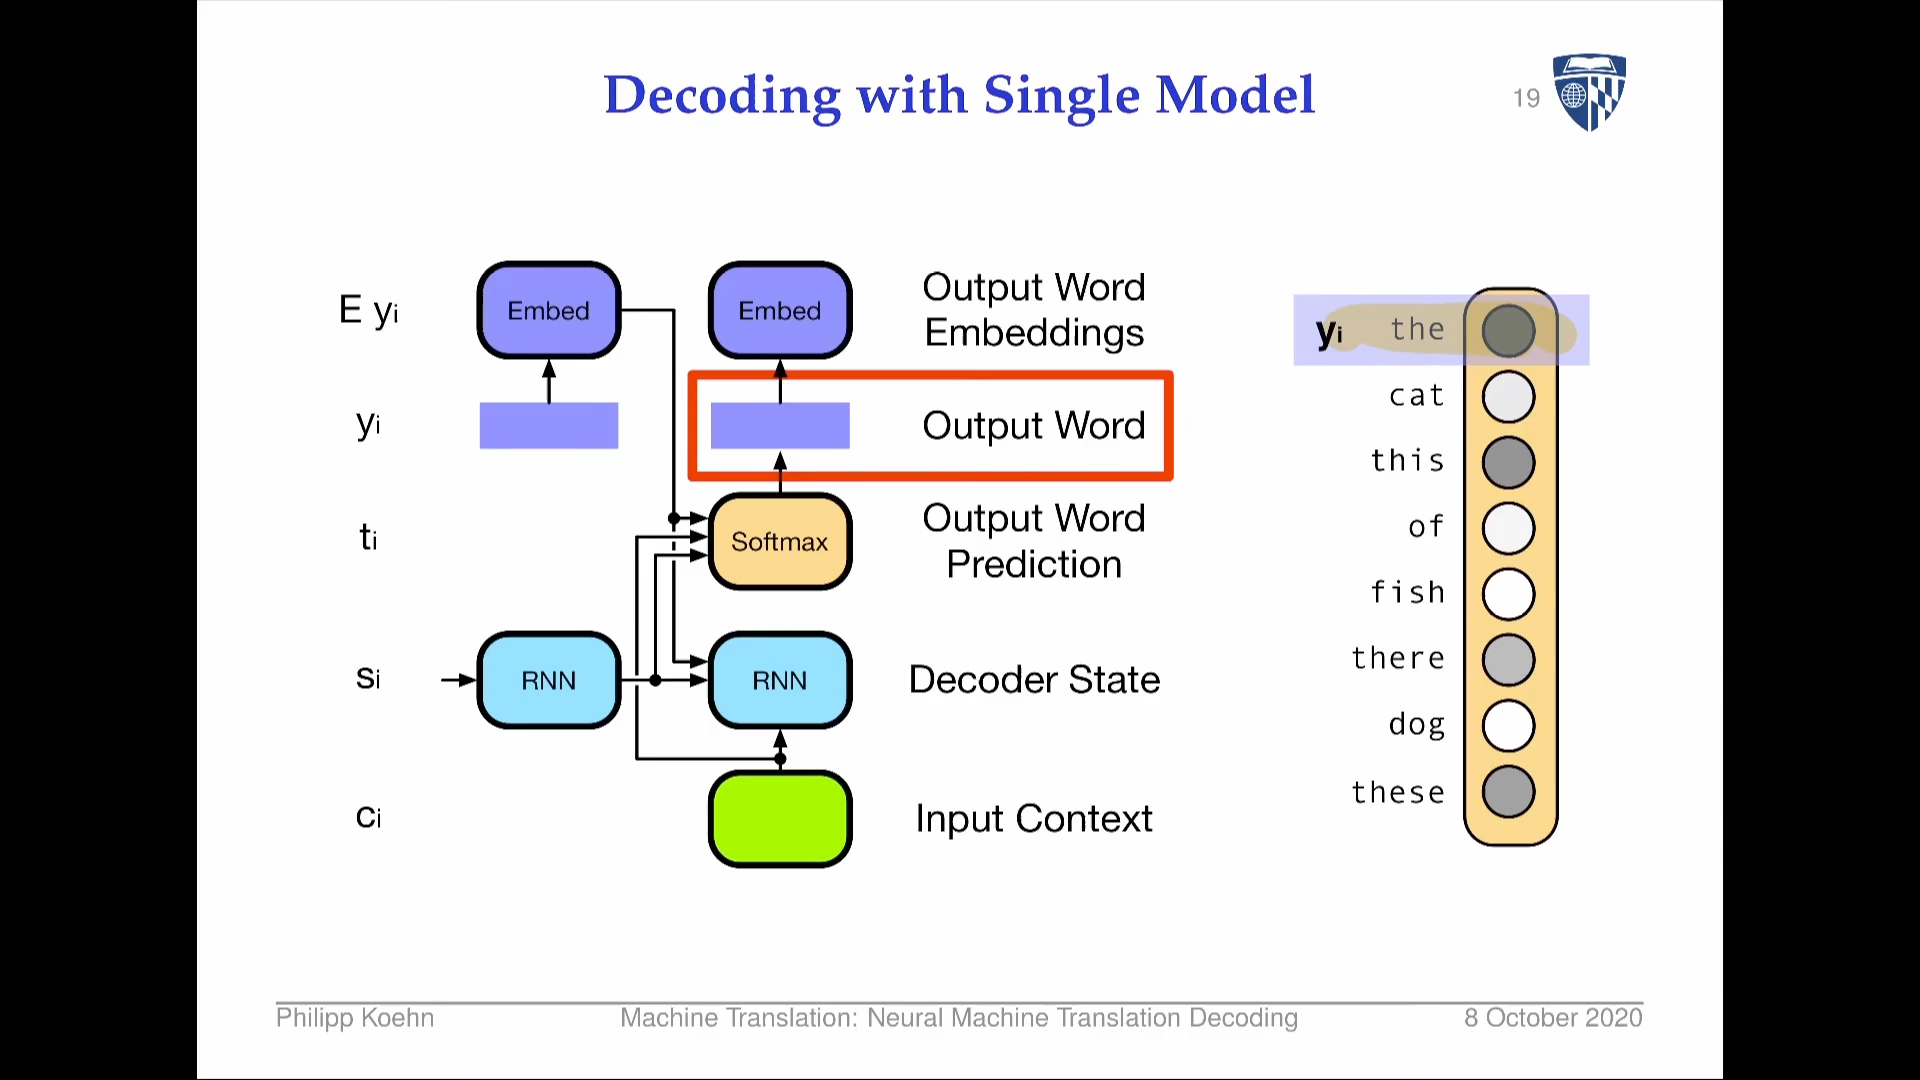 Decoding with Single Model
19
E yi
Embed
Embed
Output Word
Embeddings
yi
Output Word
ti
Softmax
Output Word
Prediction
si
RNN
RNN
Decoder State
ci
Input Context
yi the
cat
this
of
fish
there
dog
these
Philipp Koehn
Machine Translation: Neural Machine Translation Decoding
8 October 2020